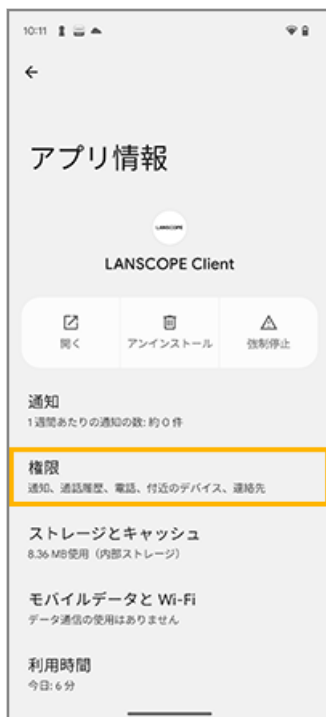 10:11
アプリ情報
LANSCOPE
LANSCOPE Client
開く
アンインストール
強制停止
通知
1週間あたりの通知の数: 約 0 件
権限
通知、通話履歴、電話、付近のデバイス、連絡先
ストレージとキャッシュ
8.36 MB使用（内部ストレージ）
モバイルデータと Wi-Fi
データ通信の使用はありません
利用時間
今日: 6 分